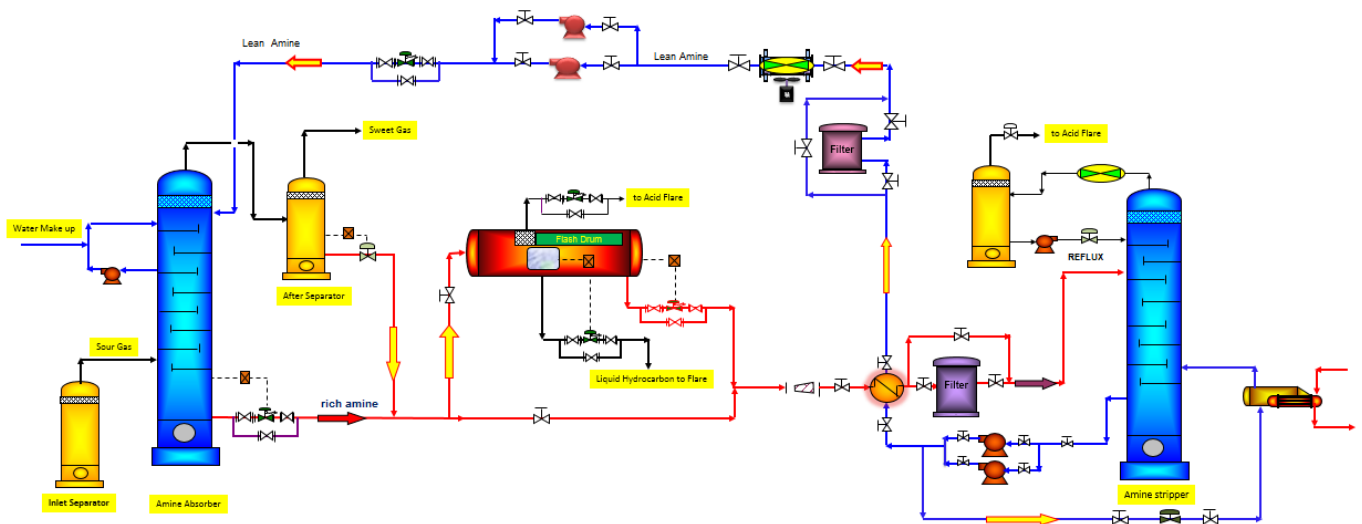 Lean Amine
Lean Amine
Sweet Gas
Filter
to Acid Flare
to Acid Flare
Water Make up
Flash Drum
REFLUX
After Separator
Sour Gas
Liquid Hydrocarbon to Flare
Filter
rich amine
Inlet Separator
Amine Absorber
Amine stripper